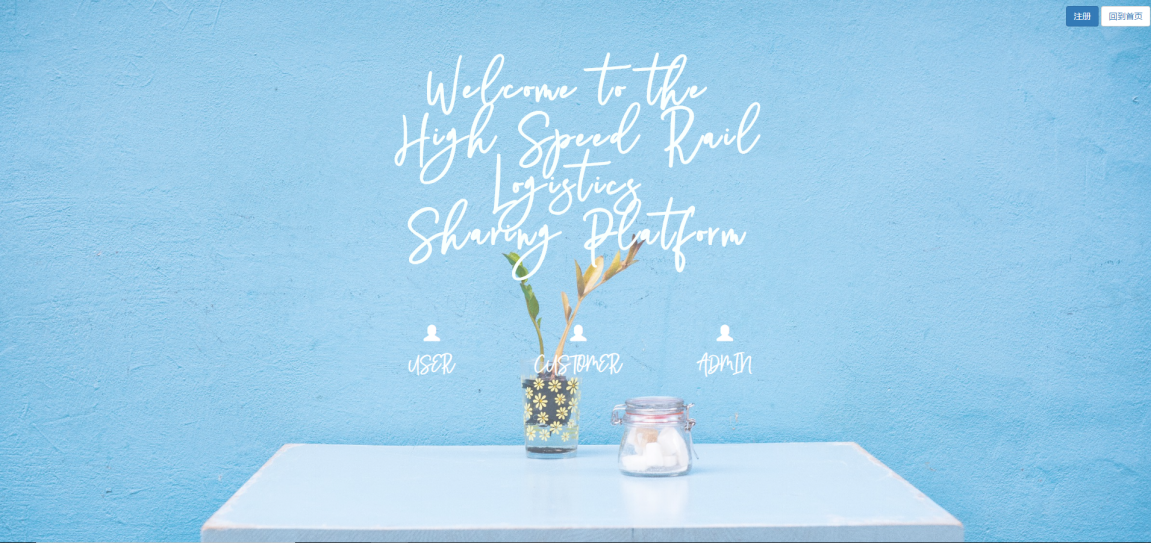 注册 回到首页
Welcome to the
High Speed Rail
Logistics
Sharing Platform
USER CUSTOMER ADMIN